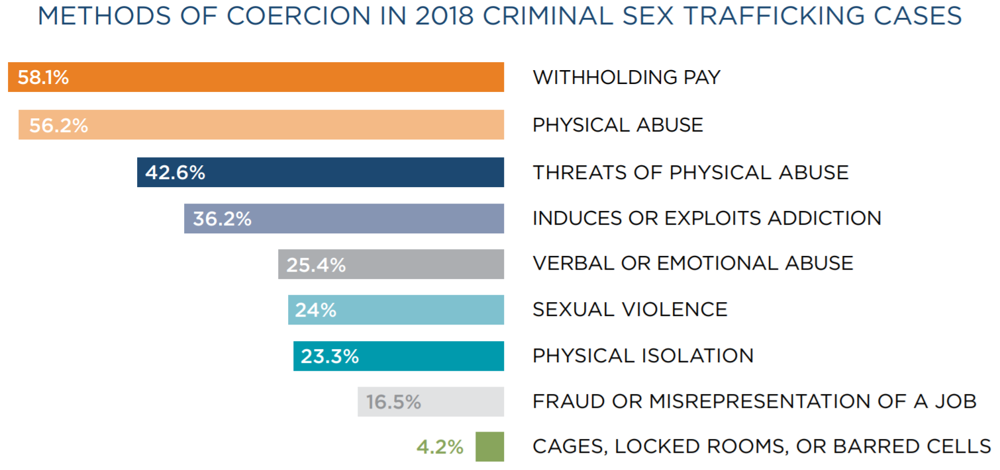 METHODS OF COERCION IN 2018 CRIMINAL SEX TRAFFICKING CASES
58.1% WITHHOLDING PAY
56.2% PHYSICAL ABUSE
42.6% THREATS OF PHYSICAL ABUSE
36.2% INDUCES OR EXPLOITS ADDICTION
25.4% VERBAL OR EMOTIONAL ABUSE
24% SEXUAL VIOLENCE
23.3% PHYSICAL ISOLATION
16.5% FRAUD OR MISREPRESENTATION OF A JOB
4.2% CAGES, LOCKED ROOMS, OR BARRED CELLS